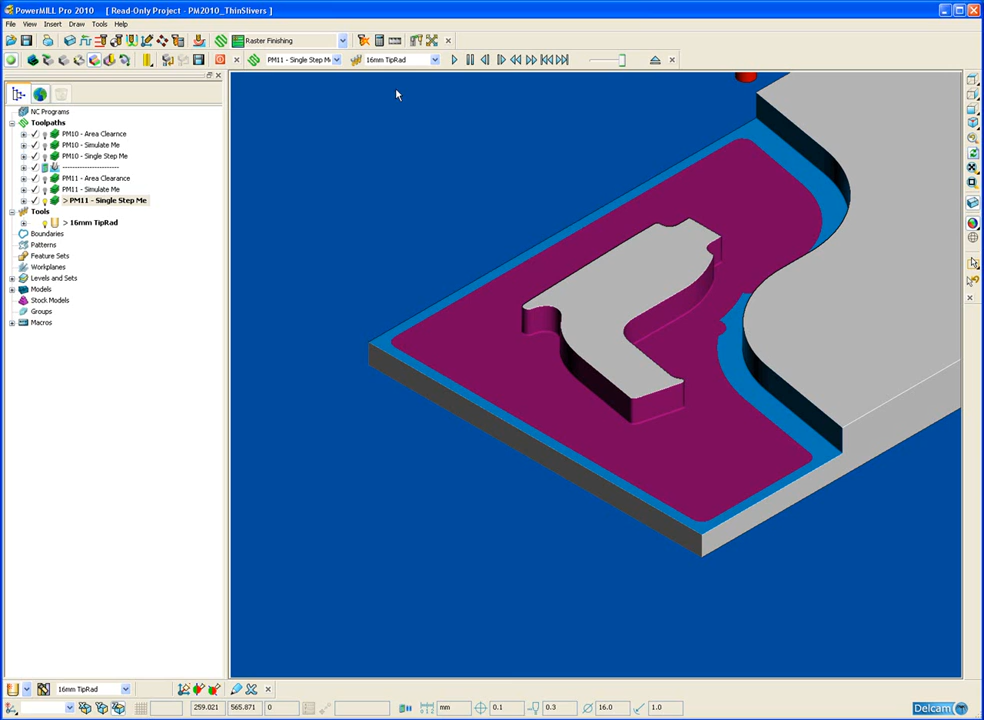 PowerMILL Pro 2010    [ Read-Only Project - PM2010_ThinSlivers ]
File View Insert Draw Tools Help
Raster Finishing
PM11 - Single Step M 16mm TipRad
NC Programs
Toolpaths
PM10 - Area Clearnce
PM10 - Simulate Me
PM10 - Single Step Me
----------------------
PM11 - Area Clearance
PM11 - Simulate Me
> PM11 - Single Step Me
Tools
> 16mm TipRad
Boundaries
Patterns
Feature Sets
Workplanes
Levels and Sets
Models
Stock Models
Groups
Macros
16mm TipRad
259.021 565.871 0 mm 0.1 0.3 16.0 1.0 Delcam